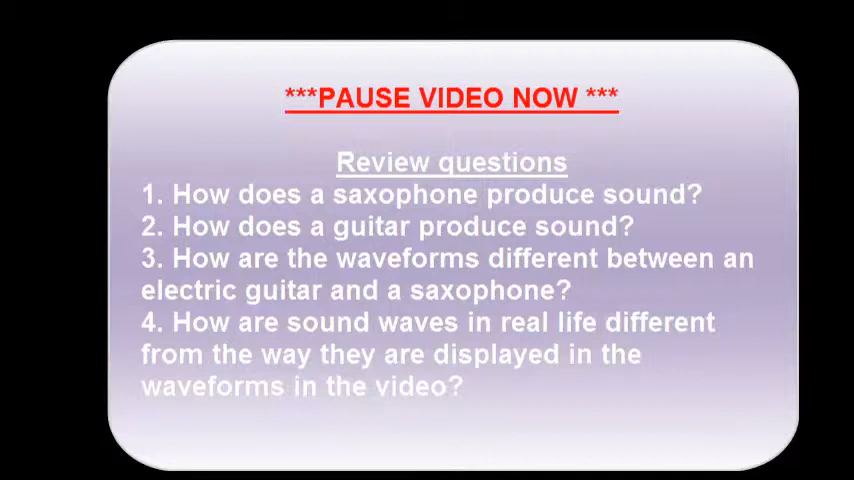 ***PAUSE VIDEO NOW ***
Review questions
1. How does a saxophone produce sound?
2. How does a guitar produce sound?
3. How are the waveforms different between an
electric guitar and a saxophone?
4. How are sound waves in real life different
from the way they are displayed in the
waveforms in the video?